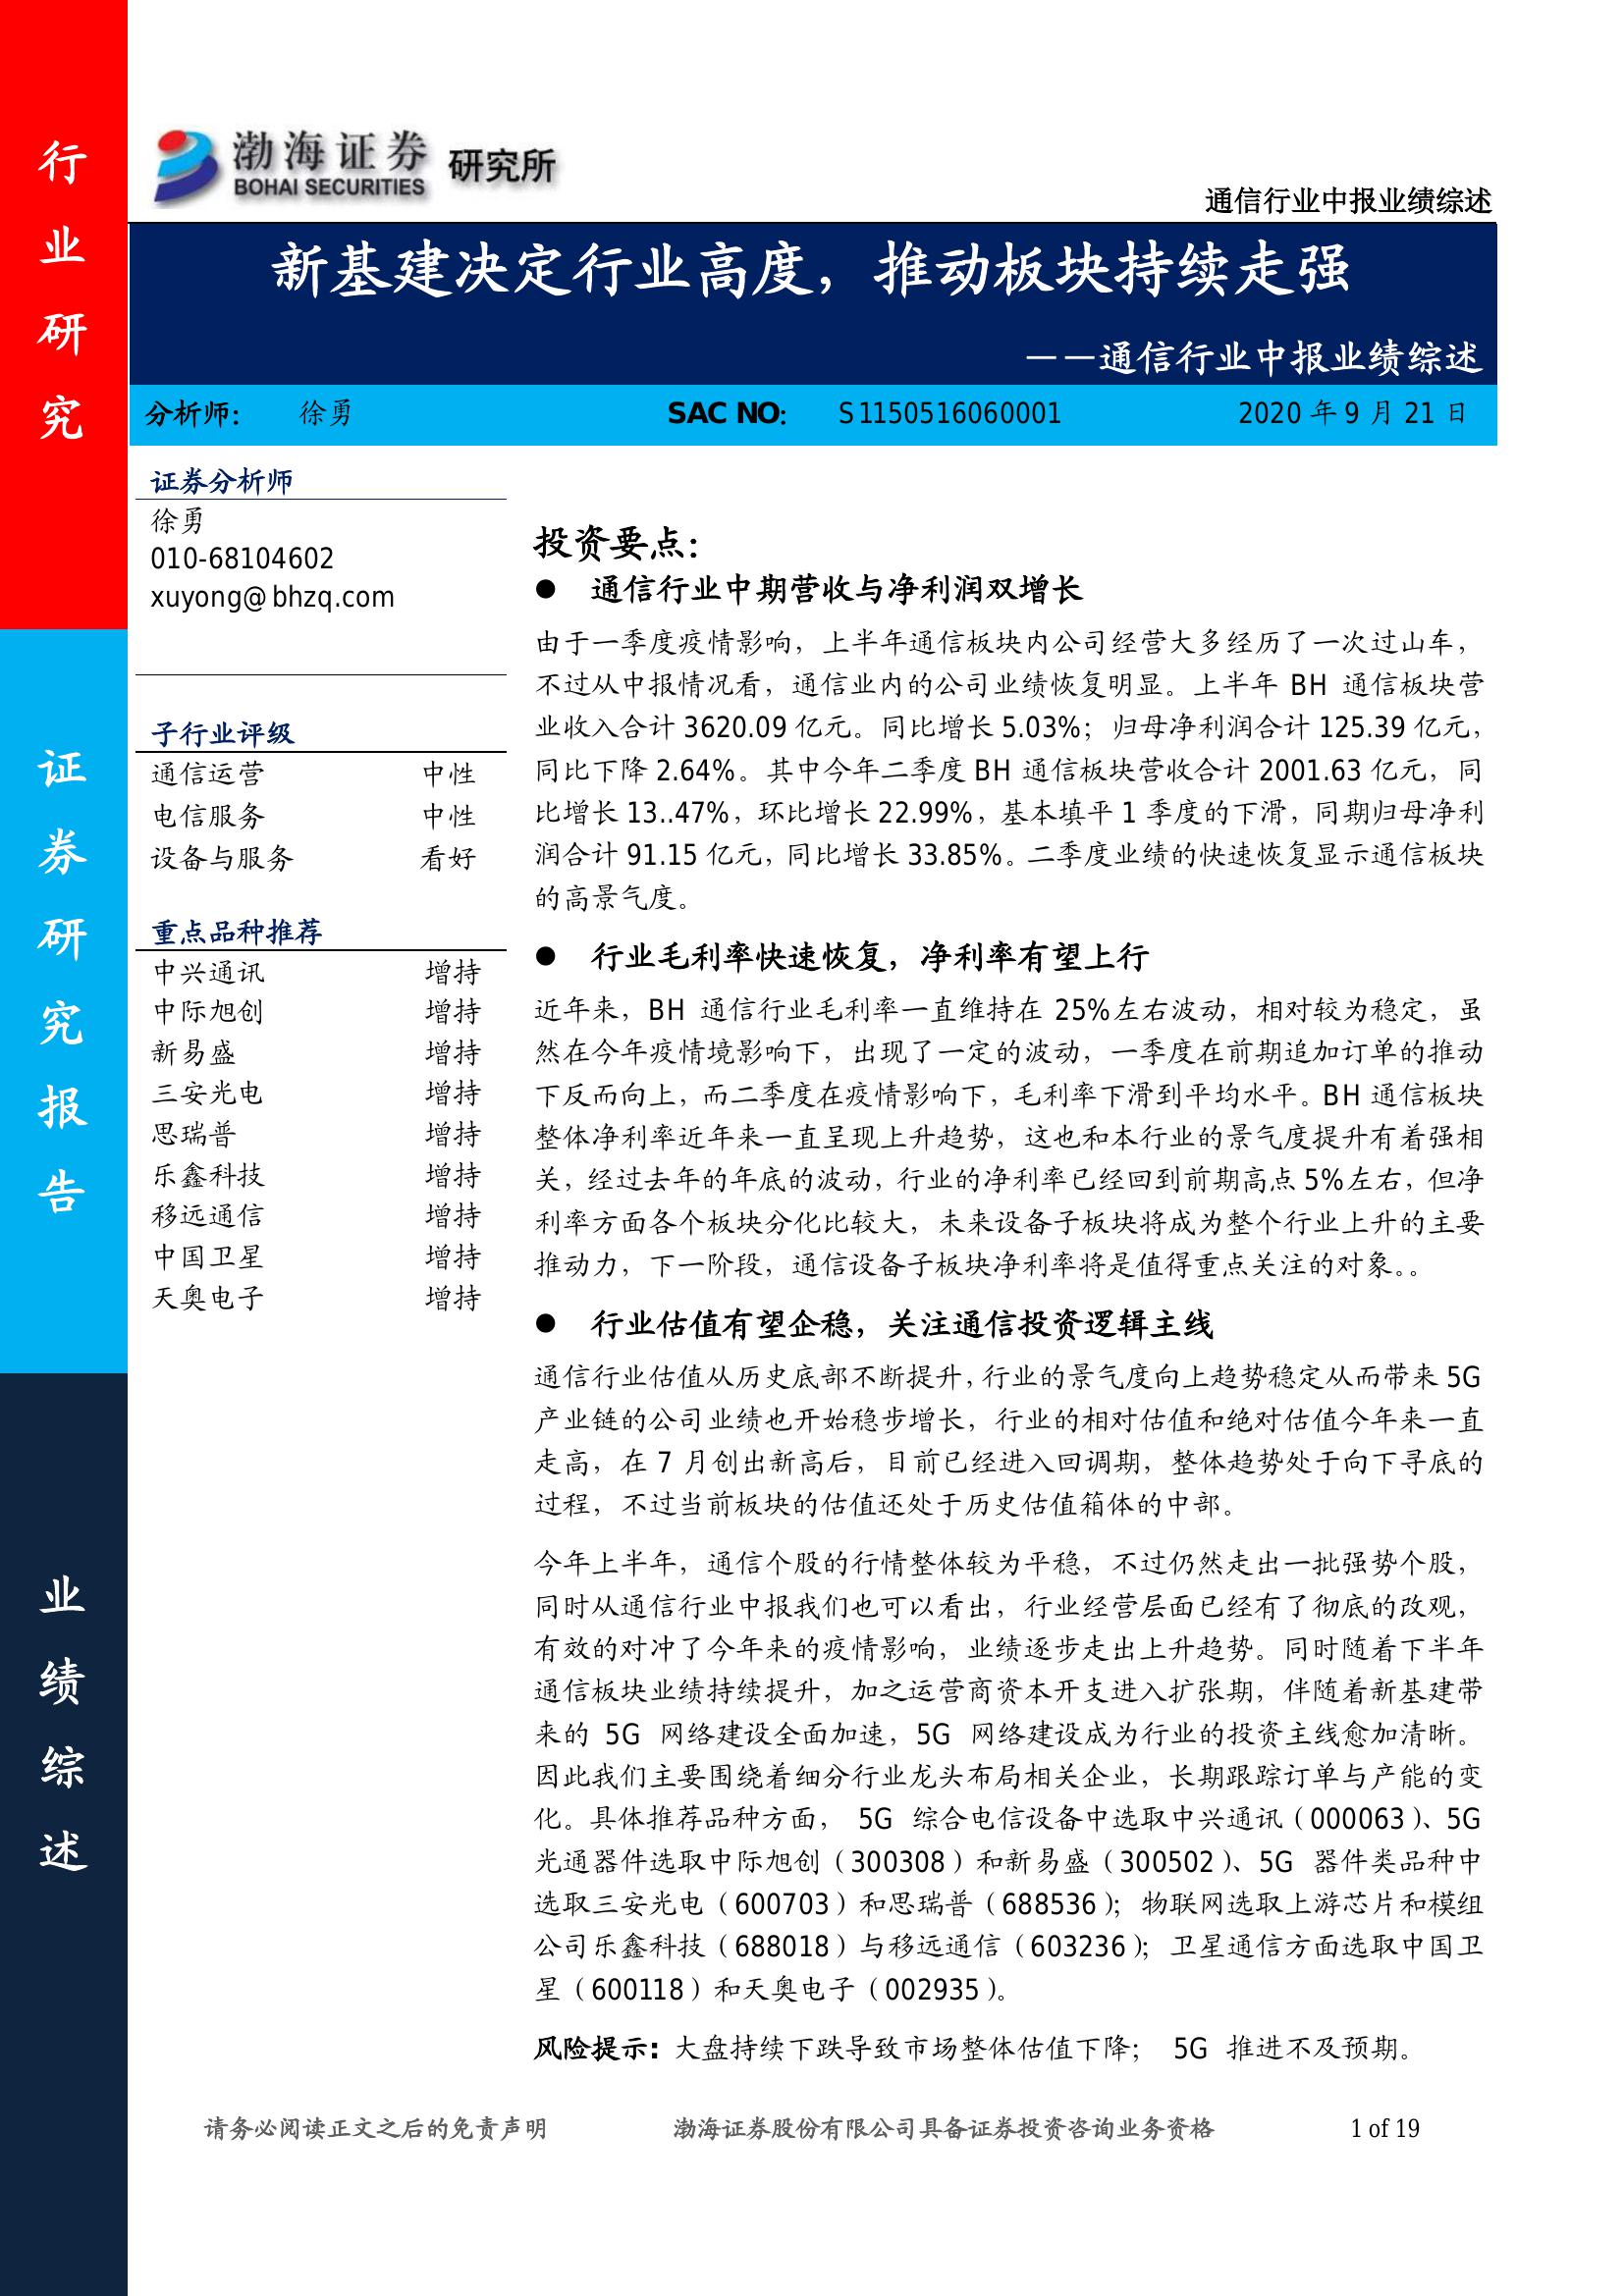 行业研究
证券研究报告
业绩综述
渤海证券 研究所
BOHAI SECURITIES
通信行业中报业绩综述
新基建决定行业高度，推动板块持续走强
——通信行业中报业绩综述
分析师： 徐勇 SAC NO： S1150516060001 2020 年 9 月 21 日
证券分析师
徐勇
010-68104602
xuyong@bhzq.com
子行业评级
通信运营 中性
电信服务 中性
设备与服务 看好
重点品种推荐
中兴通讯 增持
中际旭创 增持
新易盛 增持
三安光电 增持
思瑞普 增持
乐鑫科技 增持
移远通信 增持
中国卫星 增持
天奥电子 增持
投资要点：
● 通信行业中期营收与净利润双增长
由于一季度疫情影响，上半年通信板块内公司经营大多经历了一次过山车，
不过从中报情况看，通信业内的公司业绩恢复明显。上半年 BH 通信板块营
业收入合计 3620.09 亿元。同比增长 5.03%；归母净利润合计 125.39 亿元，
同比下降 2.64%。其中今年二季度 BH 通信板块营收合计 2001.63 亿元，同
比增长 13..47%，环比增长 22.99%，基本填平 1 季度的下滑，同期归母净利
润合计 91.15 亿元，同比增长 33.85%。二季度业绩的快速恢复显示通信板块
的高景气度。
● 行业毛利率快速恢复，净利率有望上行
近年来，BH 通信行业毛利率一直维持在 25%左右波动，相对较为稳定，虽
然在今年疫情境影响下，出现了一定的波动，一季度在前期追加订单的推动
下反而向上，而二季度在疫情影响下，毛利率下滑到平均水平。BH 通信板块
整体净利率近年来一直呈现上升趋势，这也和本行业的景气度提升有着强相
关，经过去年的年底的波动，行业的净利率已经回到前期高点 5%左右，但净
利率方面各个板块分化比较大，未来设备子板块将成为整个行业上升的主要
推动力，下一阶段，通信设备子板块净利率将是值得重点关注的对象。。
● 行业估值有望企稳，关注通信投资逻辑主线
通信行业估值从历史底部不断提升，行业的景气度向上趋势稳定从而带来 5G
产业链的公司业绩也开始稳步增长，行业的相对估值和绝对估值今年来一直
走高，在 7 月创出新高后，目前已经进入回调期，整体趋势处于向下寻底的
过程，不过当前板块的估值还处于历史估值箱体的中部。
今年上半年，通信个股的行情整体较为平稳，不过仍然走出一批强势个股，
同时从通信行业中报我们也可以看出，行业经营层面已经有了彻底的改观，
有效的对冲了今年来的疫情影响，业绩逐步走出上升趋势。同时随着下半年
通信板块业绩持续提升，加之运营商资本开支进入扩张期，伴随着新基建带
来的 5G 网络建设全面加速，5G 网络建设成为行业的投资主线愈加清晰。
因此我们主要围绕着细分行业龙头布局相关企业，长期跟踪订单与产能的变
化。具体推荐品种方面， 5G 综合电信设备中选取中兴通讯（000063）、5G
光通器件选取中际旭创（300308）和新易盛（300502）、5G 器件类品种中
选取三安光电（600703）和思瑞普（688536）；物联网选取上游芯片和模组
公司乐鑫科技（688018）与移远通信（603236）；卫星通信方面选取中国卫
星（600118）和天奥电子（002935）。
风险提示：大盘持续下跌导致市场整体估值下降； 5G 推进不及预期。
请务必阅读正文之后的免责声明 渤海证券股份有限公司具备证券投资咨询业务资格 1 of 19